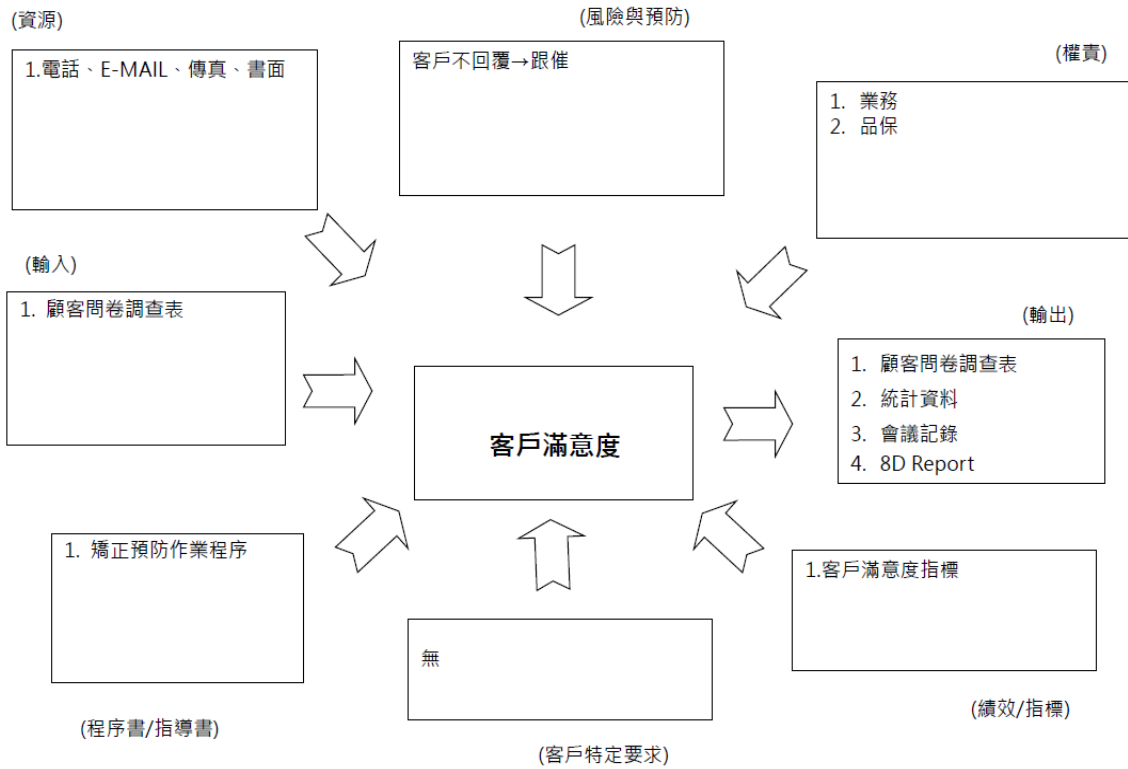 (資源)
1.電話、E-MAIL、傳真、書面
(風險與預防)
客戶不回覆→跟催
(權責)
1. 業務
2. 品保
(輸入)
1. 顧客問卷調查表
客戶滿意度
(輸出)
1. 顧客問卷調查表
2. 統計資料
3. 會議記錄
4. 8D Report
1. 矯正預防作業程序
(程序書/指導書)
無
(客戶特定要求)
1.客戶滿意度指標
(績效/指標)